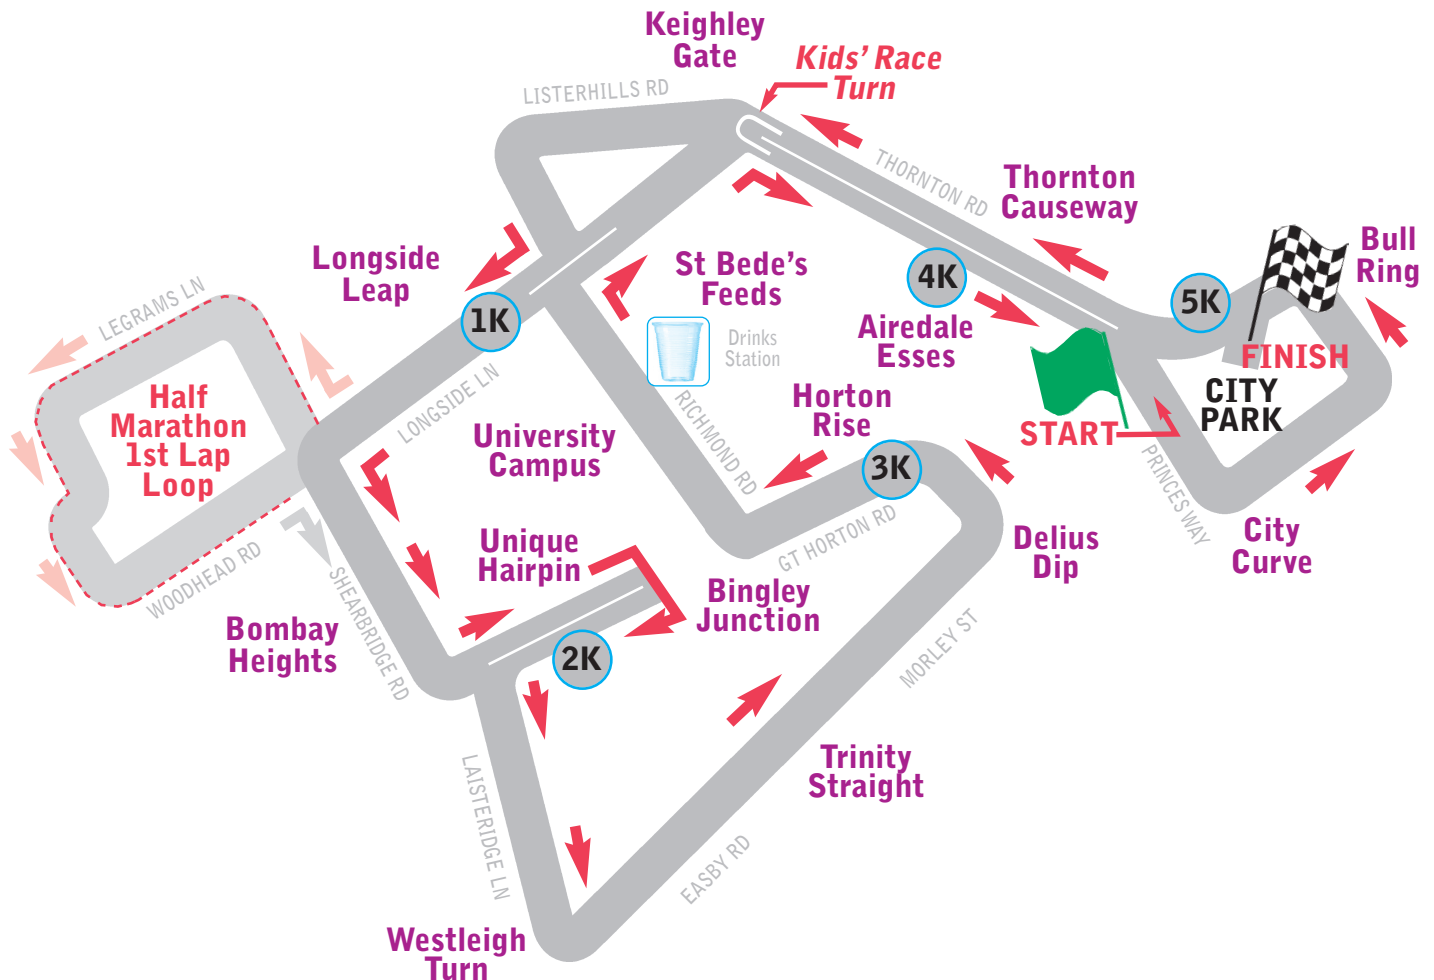 Keighley
Gate
Kids’ Race
Turn
LISTERHILLS RD
THORNTON RD
Thornton
Causeway
Bull
Ring
Longside
Leap
St Bede’s
Feeds
4K
5K
LEGRAMS LN
1K
Drinks
Station
Airedale
Esses
FINISH
CITY
PARK
Half
Marathon
1st Lap
Loop
LONGSIDE LN
RICHMOND RD
Horton
Rise
START
University
Campus
3K
PRINCES WAY
GT HORTON RD
Unique
Hairpin
Delius
Dip
City
Curve
WOODHEAD RD
SHEARBRIDGE RD
Bingley
Junction
Bombay
Heights
2K
MORLEY ST
LAISTERIDGE LN
Trinity
Straight
EASBY RD
Westleigh
Turn